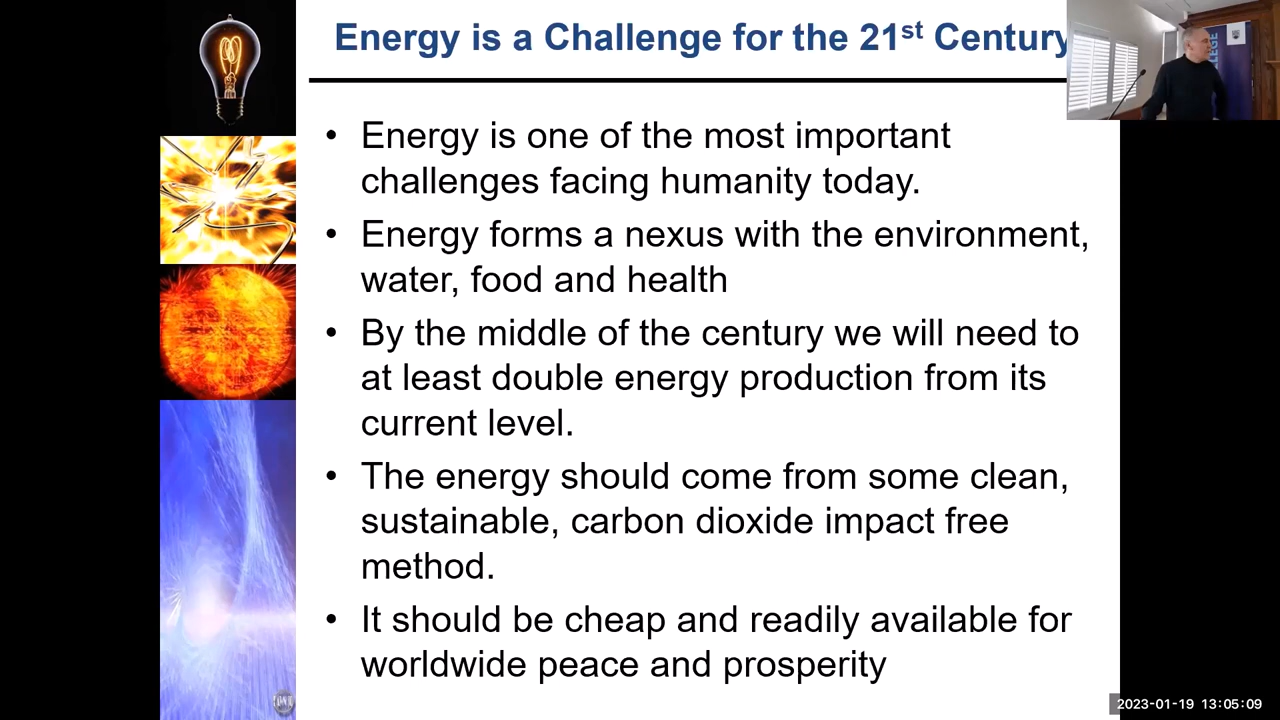 Energy is a Challenge for the 21st Century
• Energy is one of the most important
challenges facing humanity today.
• Energy forms a nexus with the environment,
water, food and health
• By the middle of the century we will need to
at least double energy production from its
current level.
• The energy should come from some clean,
sustainable, carbon dioxide impact free
method.
• It should be cheap and readily available for
worldwide peace and prosperity
2023-01-19 13:05:09